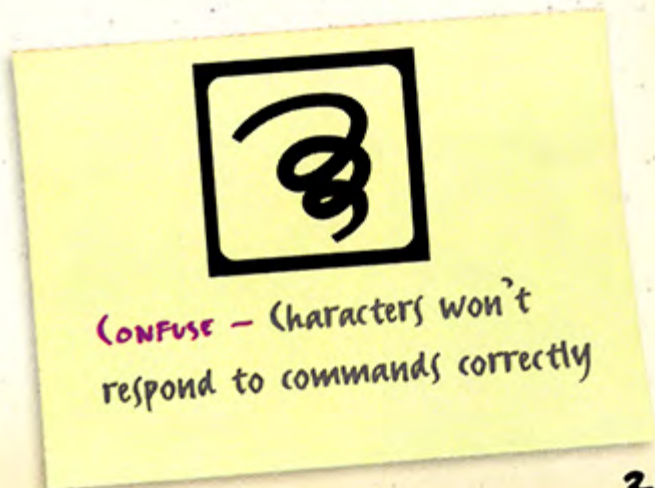 CONFUSE – Characters won't
respond to commands correctly